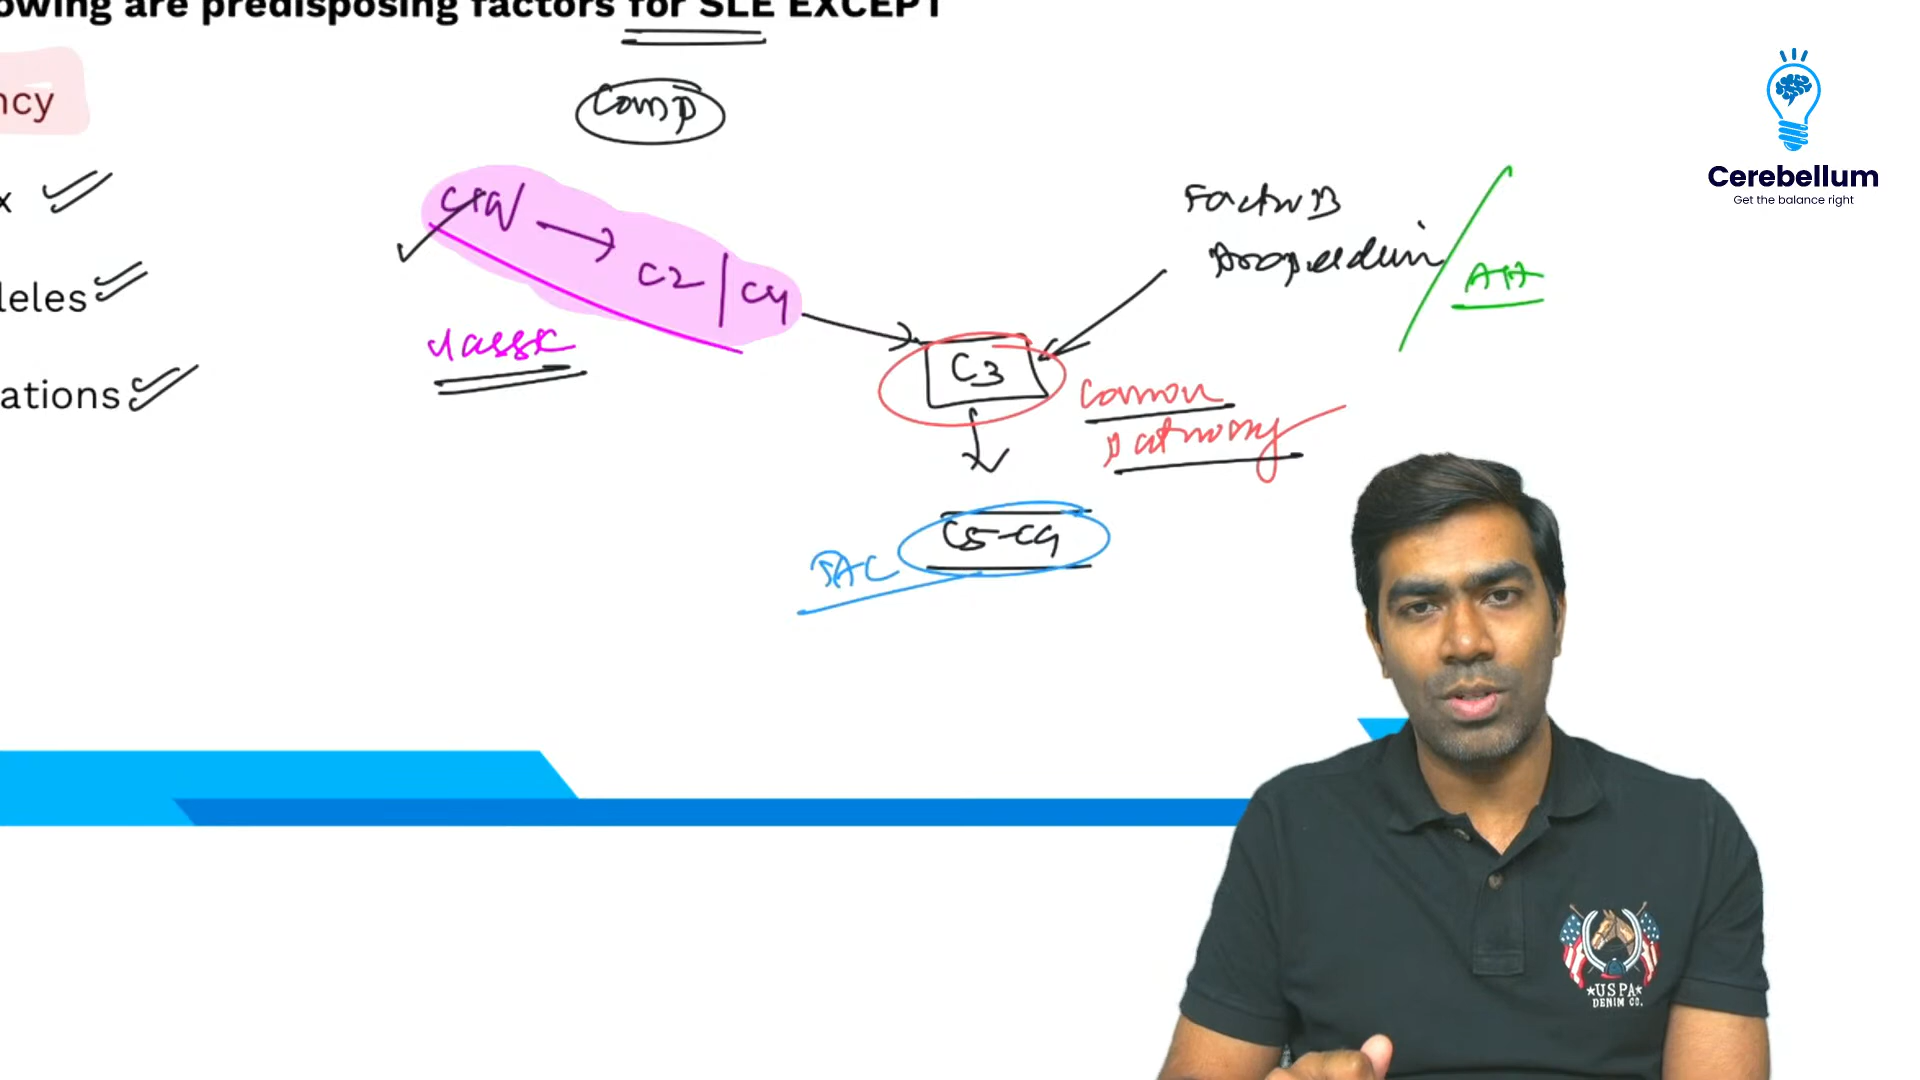 owing are predisposing factors for SLE EXCEPT
Comp
ncy
x
leles
ations
C1q
C2 | C4
classic
Factor B
Properdin
C3
Common
pathway
C5-C9
Cerebellum
Get the balance right
★USPA★
DENIM CO.